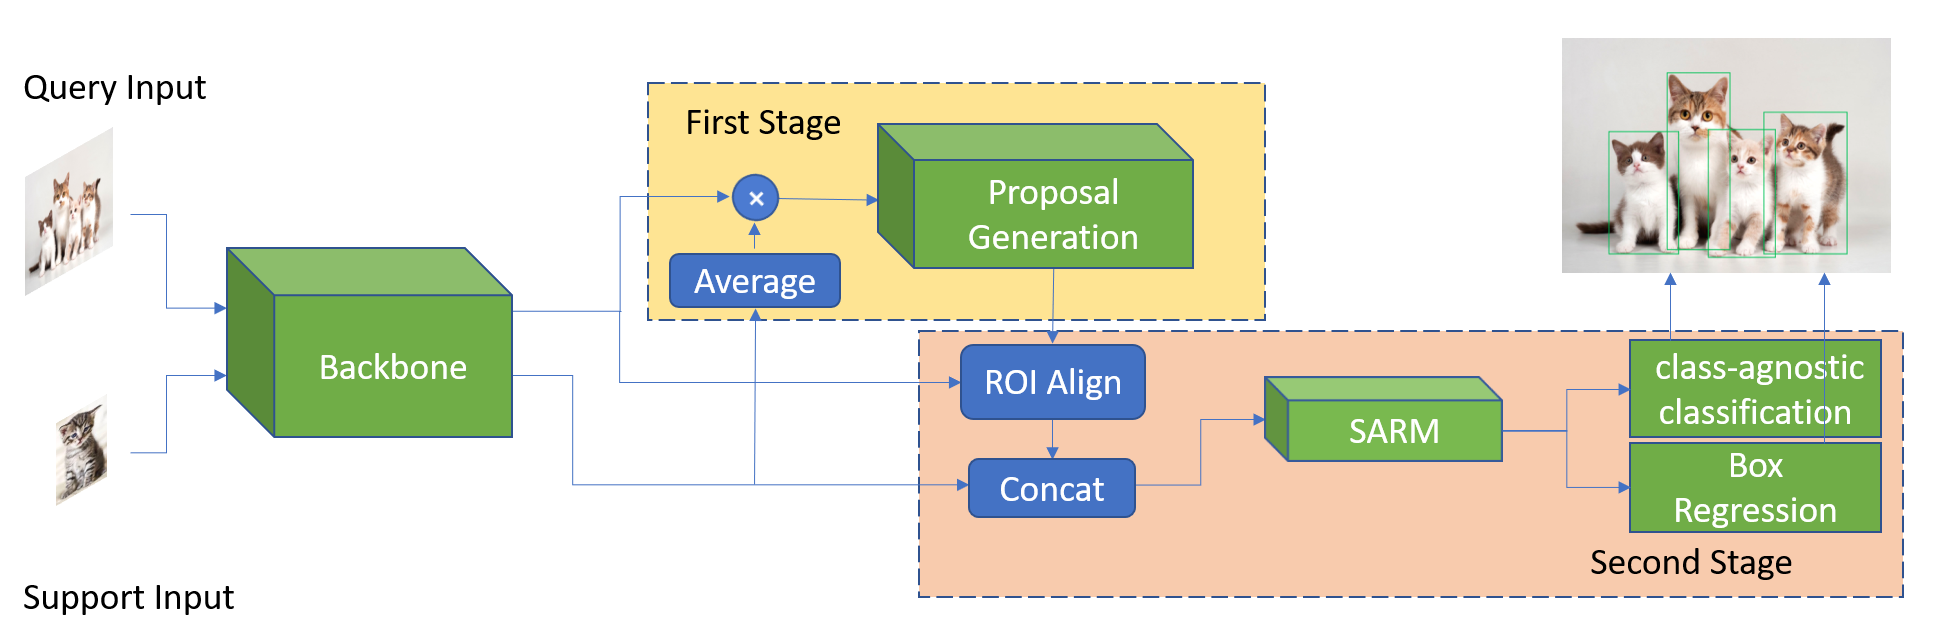 Query Input
First Stage
×
Proposal
Generation
Average
Backbone
ROI Align
class-agnostic
classification
SARM
Concat
Box
Regression
Second Stage
Support Input